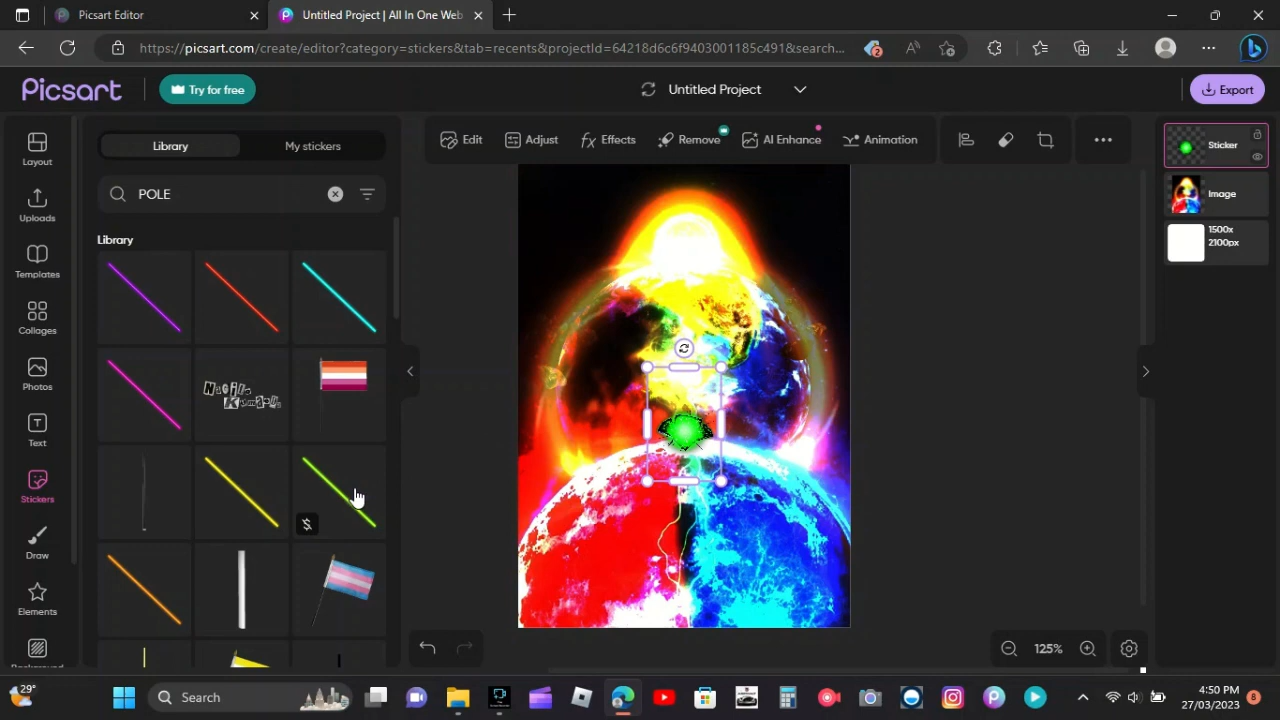 Picsart Editor
Untitled Project | All In One Web
https://picsart.com/create/editor?category=stickers&tab=recents&projectId=64218d6c6f9403001185c491&search...
2
Picsart
Try for free
Untitled Project
Export
Layout
Uploads
Templates
Collages
Photos
Text
Stickers
Draw
Elements
Library
My stickers
POLE
Library
Edit
Adjust
fx Effects
Remove
AI Enhance
Animation
Sticker
Image
1500x
2100px
125%
29°
Search
4:50 PM
27/03/2023
8